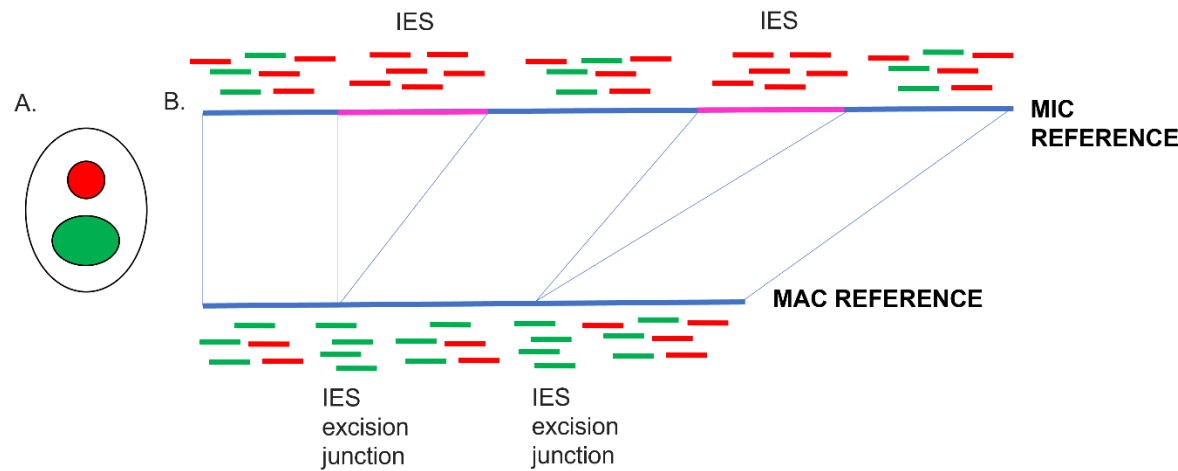 IES
IES
A.
B.
MIC
REFERENCE
MAC REFERENCE
IES
excision
junction
IES
excision
junction